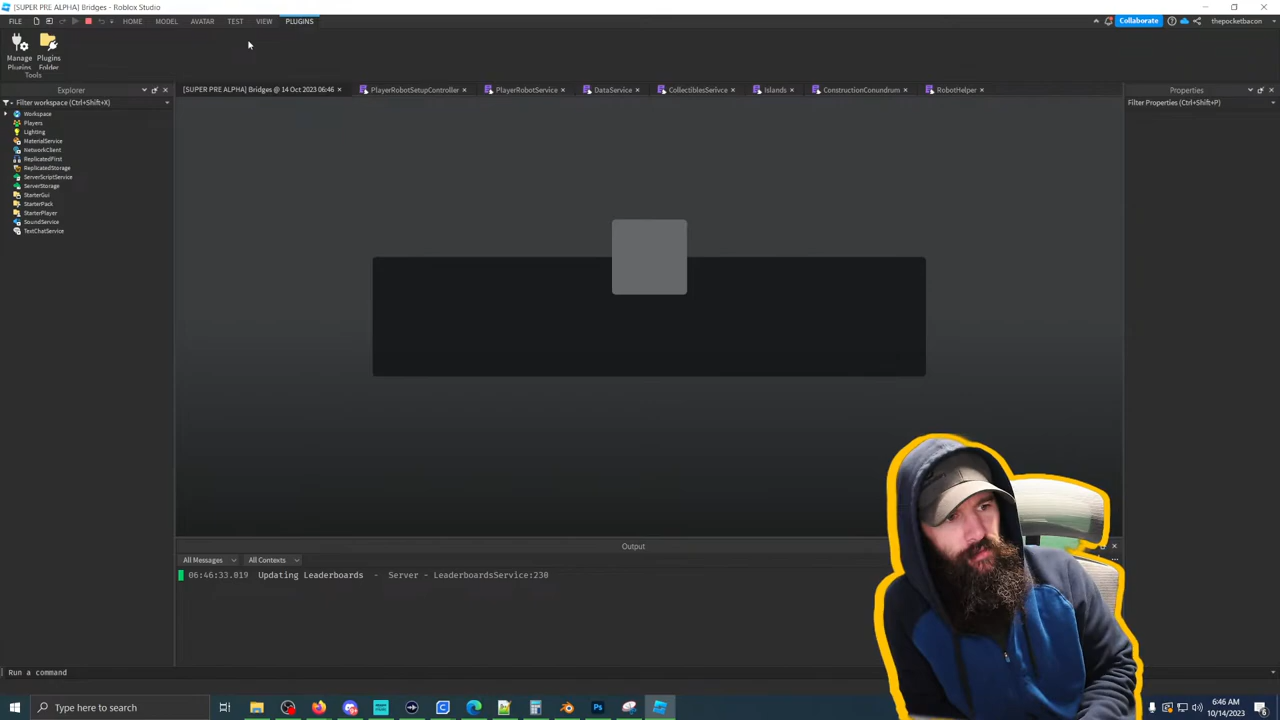 [SUPER PRE ALPHA] Bridges - Roblox Studio
FILE HOME MODEL AVATAR TEST VIEW PLUGINS Collaborate thepocketbacon
Manage Plugins Plugins Folder
Tools
Explorer
Filter workspace (Ctrl+Shift+X)
Workspace
Players
Lighting
MaterialService
NetworkClient
ReplicatedFirst
ReplicatedStorage
ServerScriptService
ServerStorage
StarterGui
StarterPack
StarterPlayer
SoundService
TextChatService
[SUPER PRE ALPHA] Bridges @ 14 Oct 2023 06:46 PlayerRobotSetupController PlayerRobotService DataService CollectiblesService Islands ConstructionConundrum RobotHelper
Properties
Filter Properties (Ctrl+Shift+P)
Output
All Messages All Contexts
06:46:33.019 Updating Leaderboards - Server - LeaderboardsService:230
Run a command
Type here to search
6:46 AM
10/14/2023
6